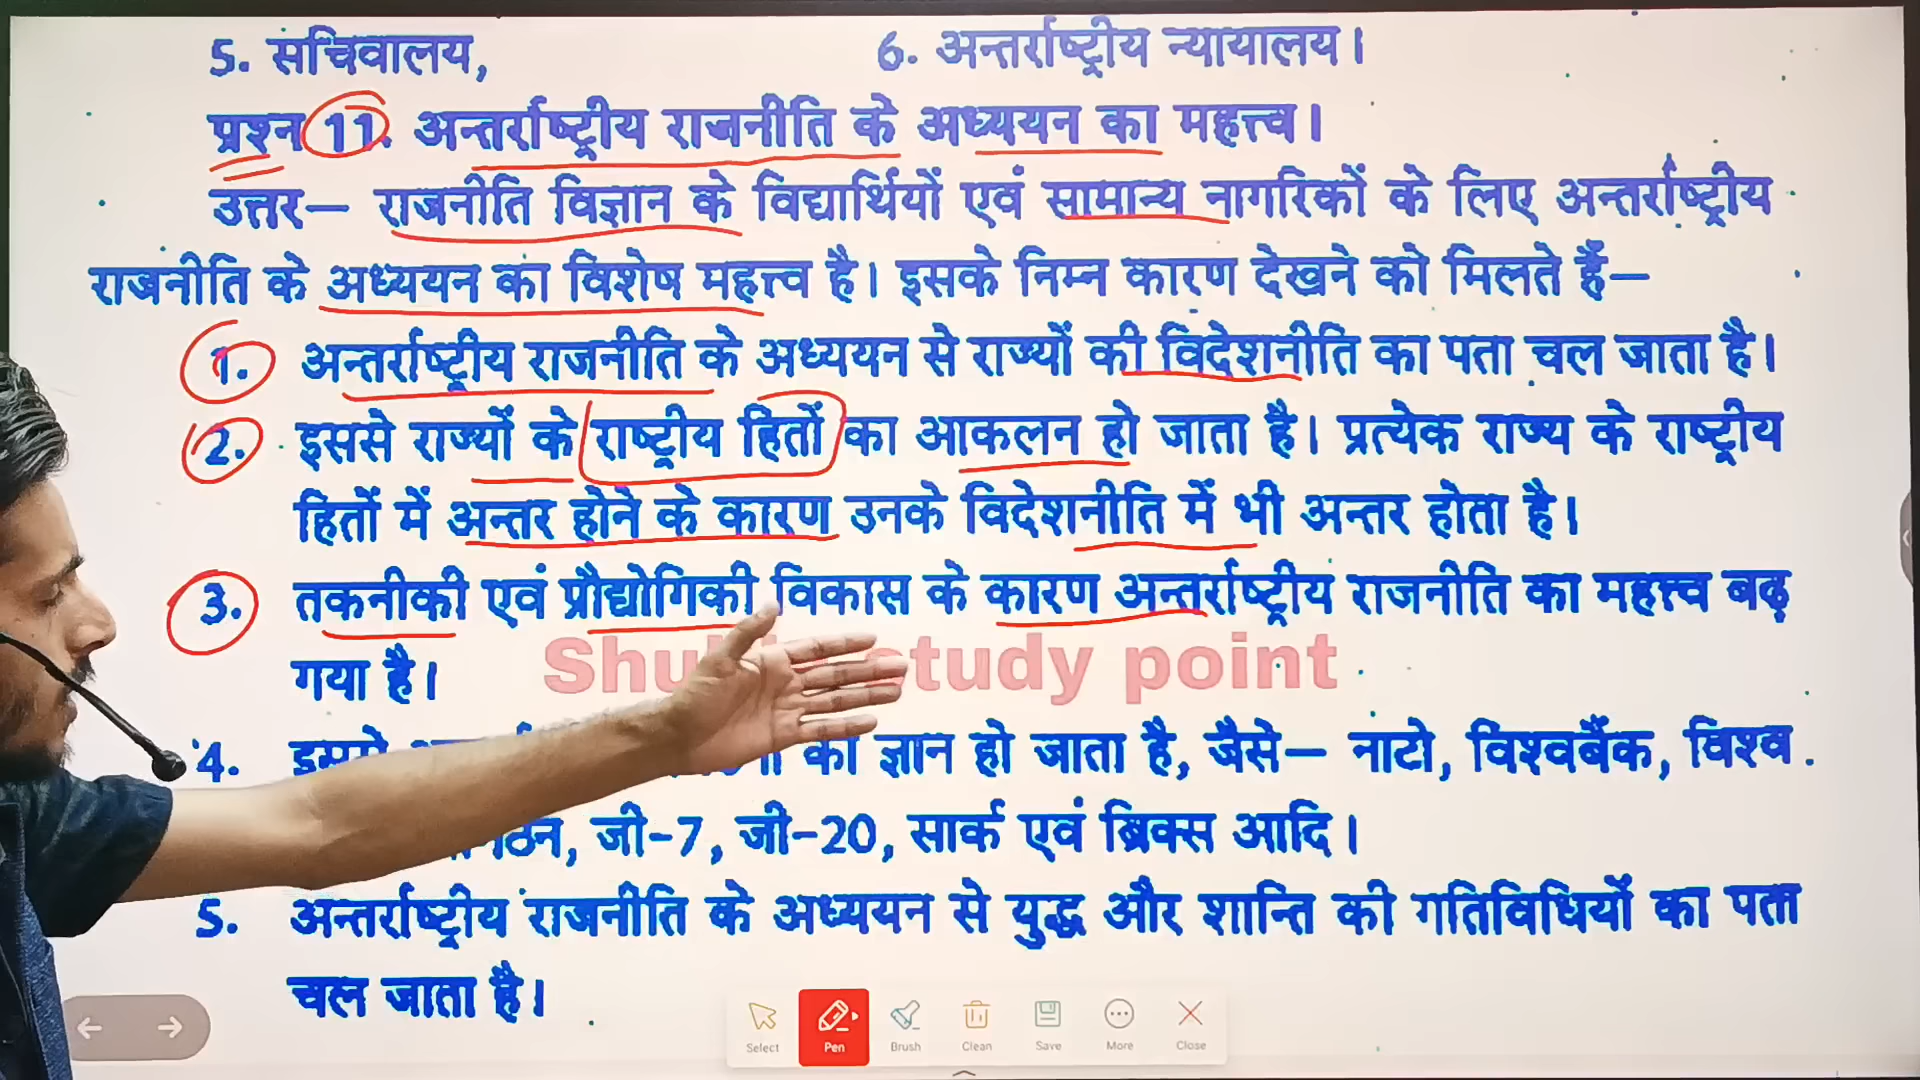 5. सचिवालय, 6. अन्तर्राष्ट्रीय न्यायालय।
प्रश्न 11. अन्तर्राष्ट्रीय राजनीति के अध्ययन का महत्त्व।
उत्तर— राजनीति विज्ञान के विद्यार्थियों एवं सामान्य नागरिकों के लिए अन्तर्राष्ट्रीय
राजनीति के अध्ययन का विशेष महत्त्व है। इसके निम्न कारण देखने को मिलते हैं—
1. अन्तर्राष्ट्रीय राजनीति के अध्ययन से राज्यों की विदेशनीति का पता चल जाता है।
2. इससे राज्यों के राष्ट्रीय हितों का आकलन हो जाता है। प्रत्येक राज्य के राष्ट्रीय
हितों में अन्तर होने के कारण उनके विदेशनीति में भी अन्तर होता है।
3. तकनीकी एवं प्रौद्योगिकी विकास के कारण अन्तर्राष्ट्रीय राजनीति का महत्त्व बढ़
गया है।
study point
4. का ज्ञान हो जाता है, जैसे— नाटो, विश्वबैंक, विश्व
जी-7, जी-20, सार्क एवं ब्रिक्स आदि।
5. अन्तर्राष्ट्रीय राजनीति के अध्ययन से युद्ध और शान्ति की गतिविधियों का पता
चल जाता है।
Select Pen Brush Clean Save More Close